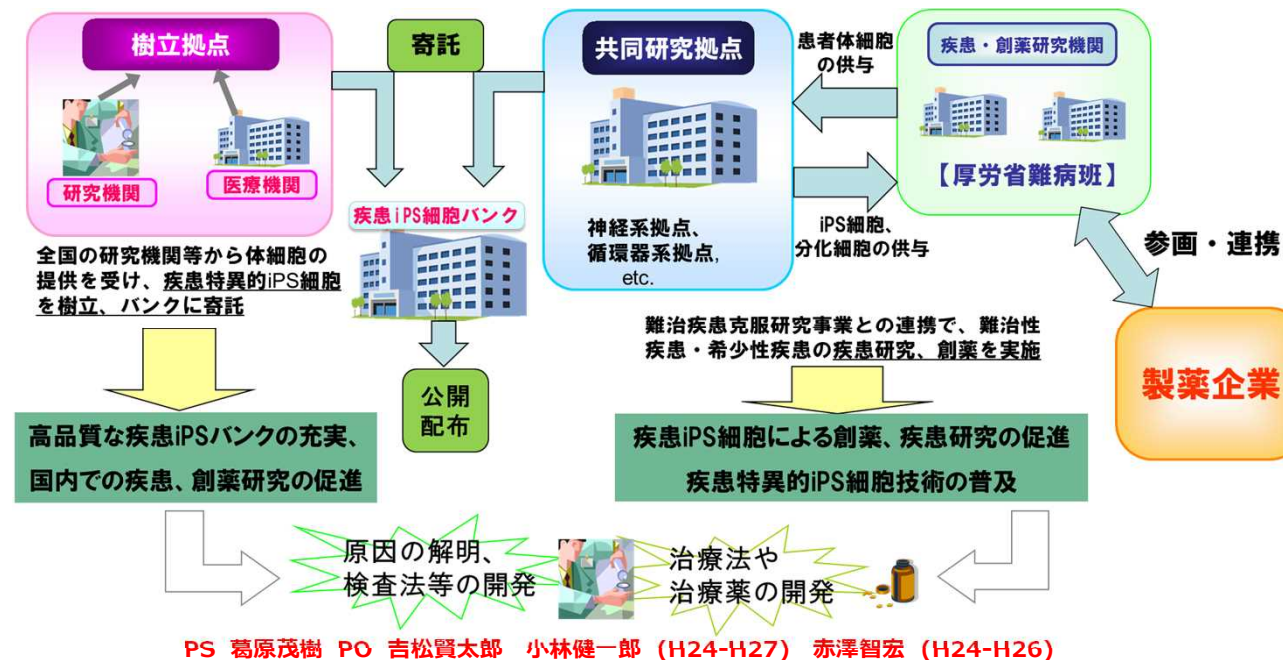 樹立拠点
研究機関
医療機関
全国の研究機関等から体細胞の
提供を受け、疾患特異的iPS細胞
を樹立、バンクに寄託
高品質な疾患iPSバンクの充実、
国内での疾患、創薬研究の促進
寄託
疾患iPS細胞バンク
公開
配布
共同研究拠点
神経系拠点、
循環器系拠点,
etc.
患者体細胞
の供与
iPS細胞、
分化細胞の供与
疾患・創薬研究機関
【厚労省難病班】
参画・連携
製薬企業
難治疾患克服研究事業との連携で、難治性
疾患・希少性疾患の疾患研究、創薬を実施
疾患iPS細胞による創薬、疾患研究の促進
疾患特異的iPS細胞技術の普及
原因の解明、
検査法等の開発
治療法や
治療薬の開発
PS 葛原茂樹 PO 吉松賢太郎 小林健一郎 (H24-H27) 赤澤智宏 (H24-H26)